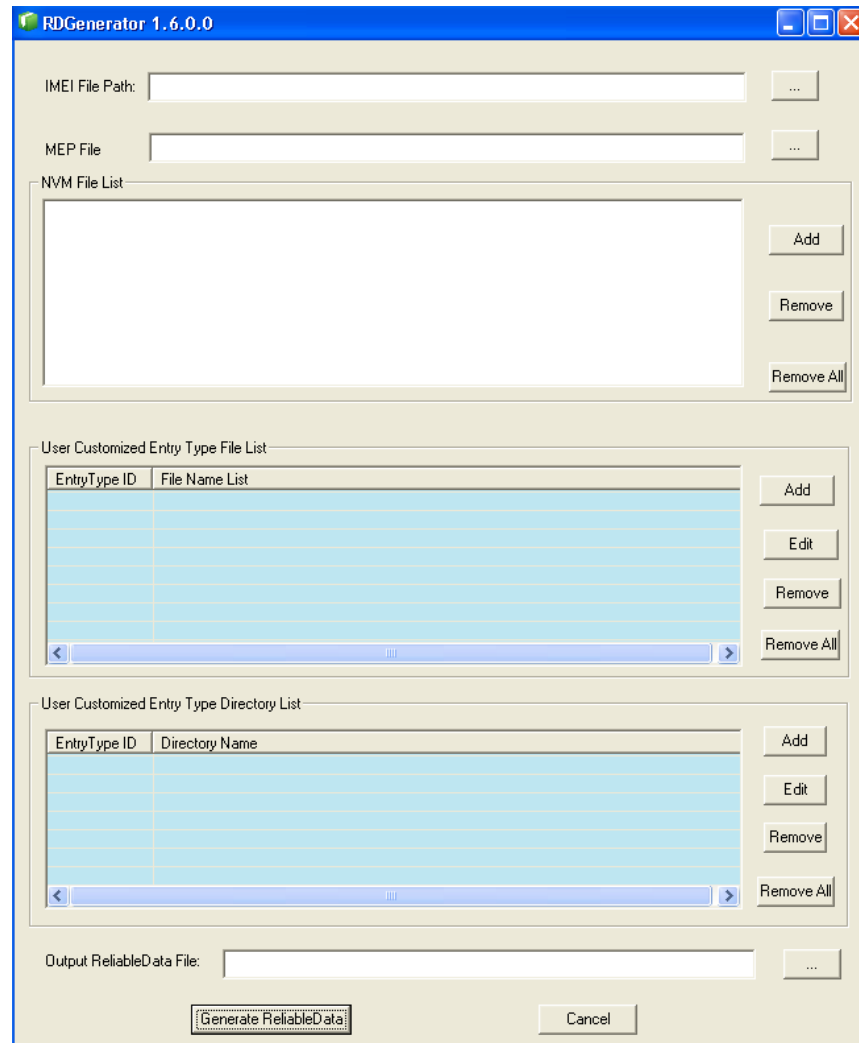 RDGenerator 1.6.0.0
IMEI File Path:
...
MEP File
...
NVM File List
Add
Remove
Remove All
User Customized Entry Type File List
EntryType ID File Name List
Add
Edit
Remove
Remove All
User Customized Entry Type Directory List
EntryType ID Directory Name
Add
Edit
Remove
Remove All
Output ReliableData File:
...
Generate ReliableData Cancel